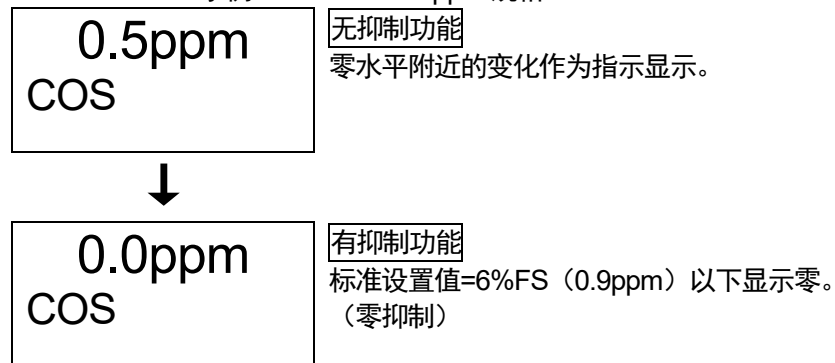 0.5ppm
COS
无抑制功能
零水平附近的变化作为指示显示。
0.0ppm
COS
有抑制功能
标准设置值=6%FS（0.9ppm）以下显示零。
（零抑制）